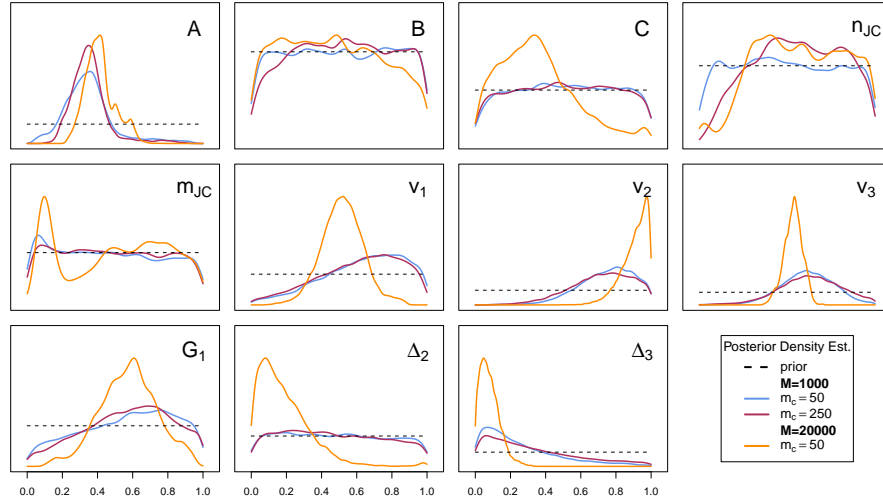 A
B
C
n_JC
m_JC
v_1
v_2
v_3
G_1
Δ_2
Δ_3
Posterior Density Est.
prior
M=1000
m_c = 50
m_c = 250
M=20000
m_c = 50
0.0 0.2 0.4 0.6 0.8 1.0
0.0 0.2 0.4 0.6 0.8 1.0
0.0 0.2 0.4 0.6 0.8 1.0